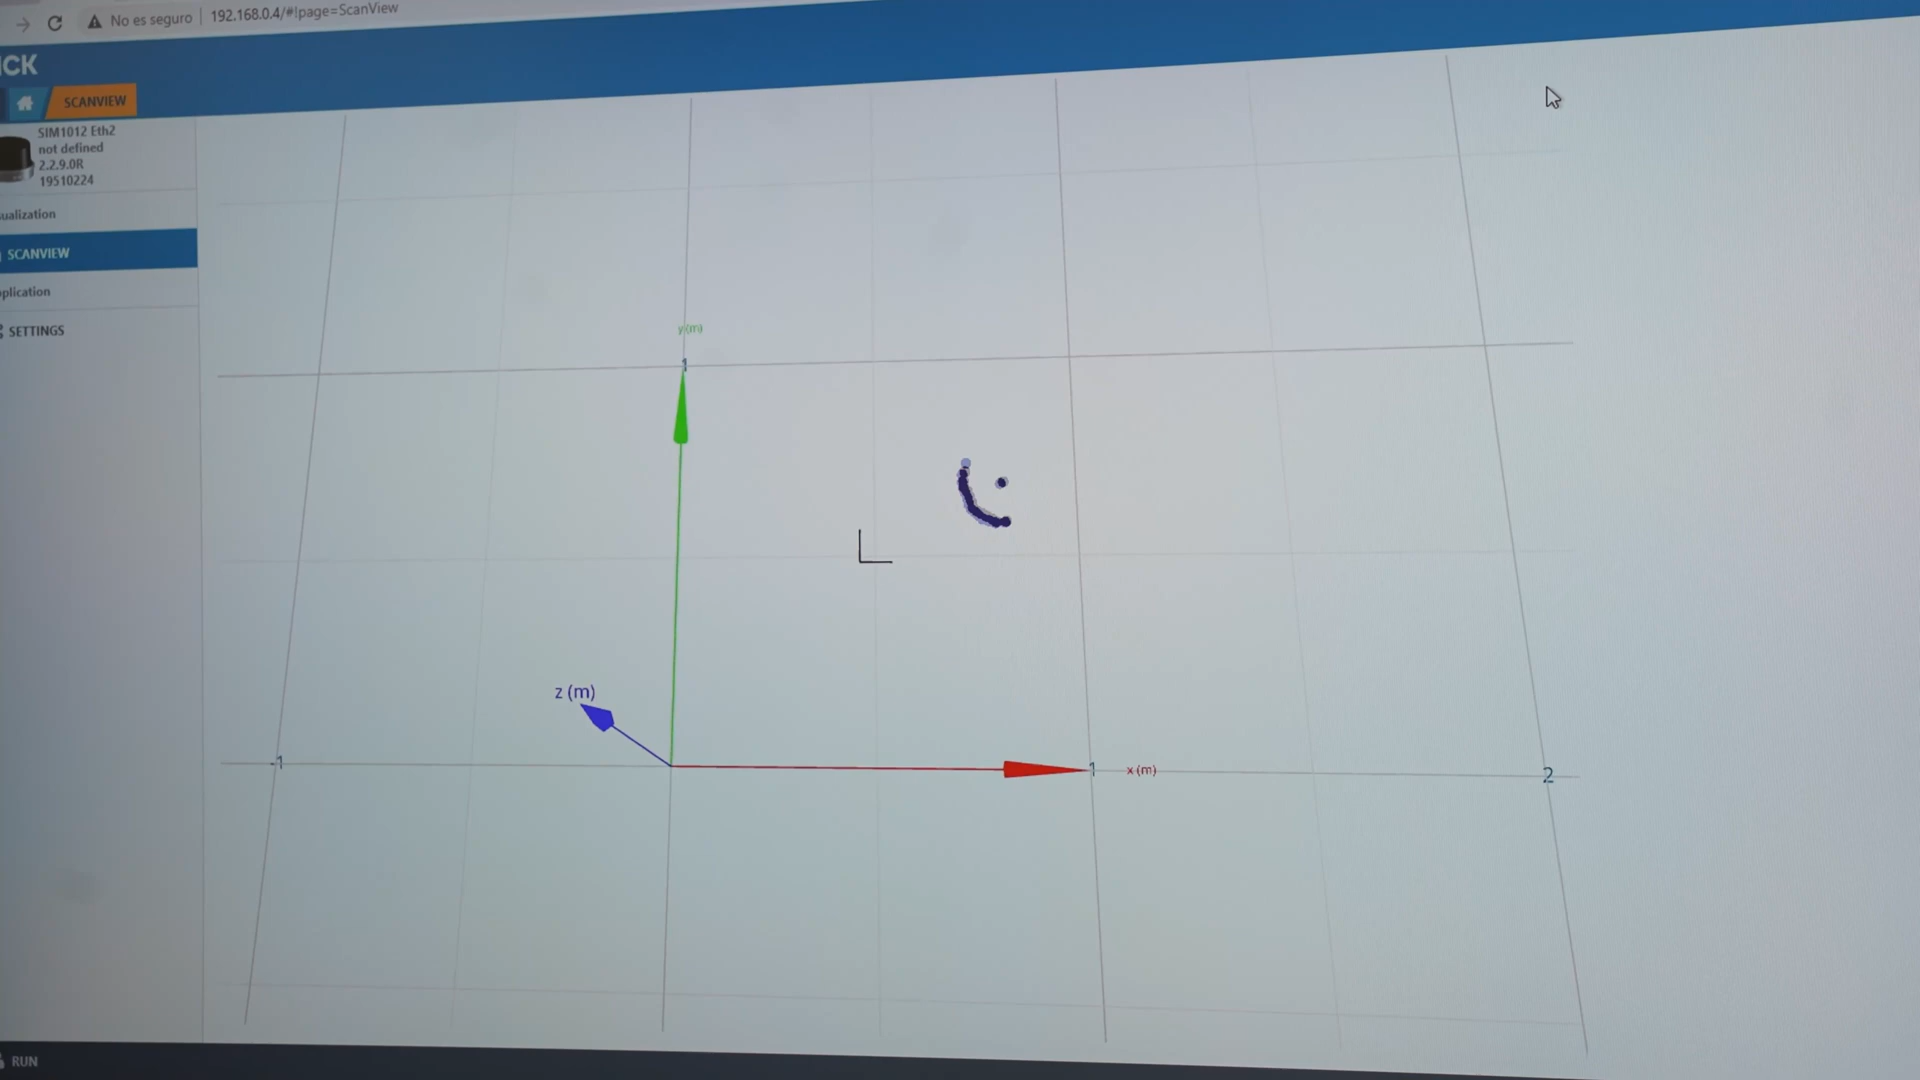 No es seguro | 192.168.0.4/#!page=ScanView
ICK
SCANVIEW
SIM1012 Eth2
not defined
2.2.9.0R
19510224
ualization
SCANVIEW
plication
SETTINGS
y (m)
1
z (m)
-1
1
x (m)
2
RUN